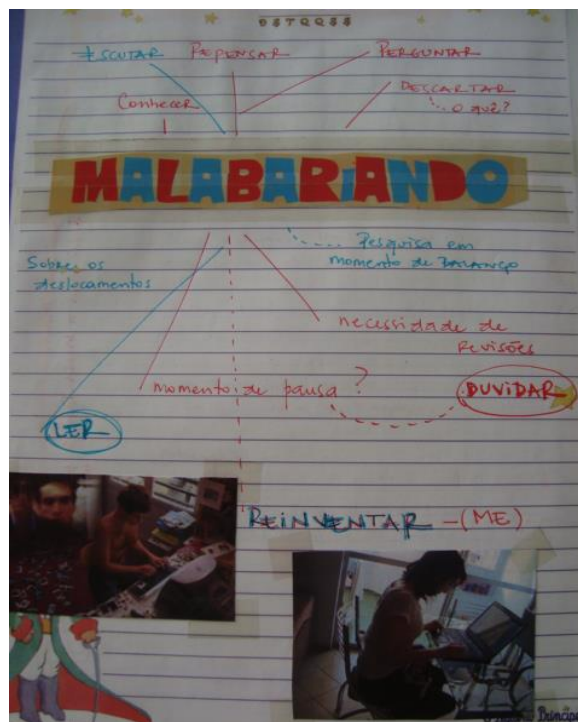 ESCUTAR REPENSAR PERGUNTAR
DESCARTAR
Conhecer
O quê?
MALABARIANDO
Pesquisa em
momento de BALANÇO
Sobre os
deslocamentos
necessidade de
revisões
momento de pausa?
DUVIDAR
LER
REINVENTAR -(ME)